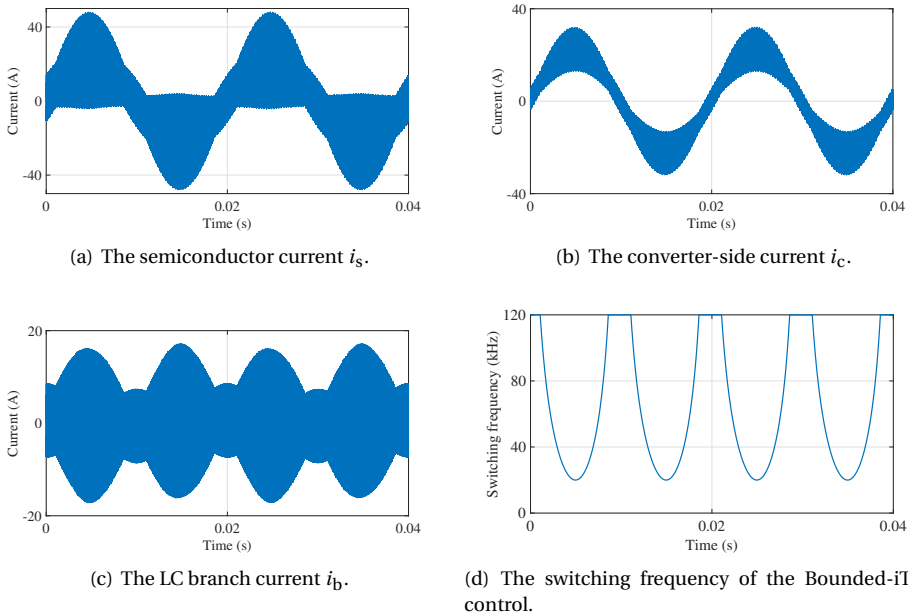 40
0
-40
Current (A)
0
0.02
0.04
Time (s)
(a) The semiconductor current iₛ.
40
0
-40
Current (A)
0
0.02
0.04
Time (s)
(b) The converter-side current i_c.
20
0
-20
Current (A)
0
0.02
0.04
Time (s)
(c) The LC branch current i_b.
120
80
40
0
Switching frequency (kHz)
0
0.02
0.04
Time (s)
(d) The switching frequency of the Bounded-iT
control.